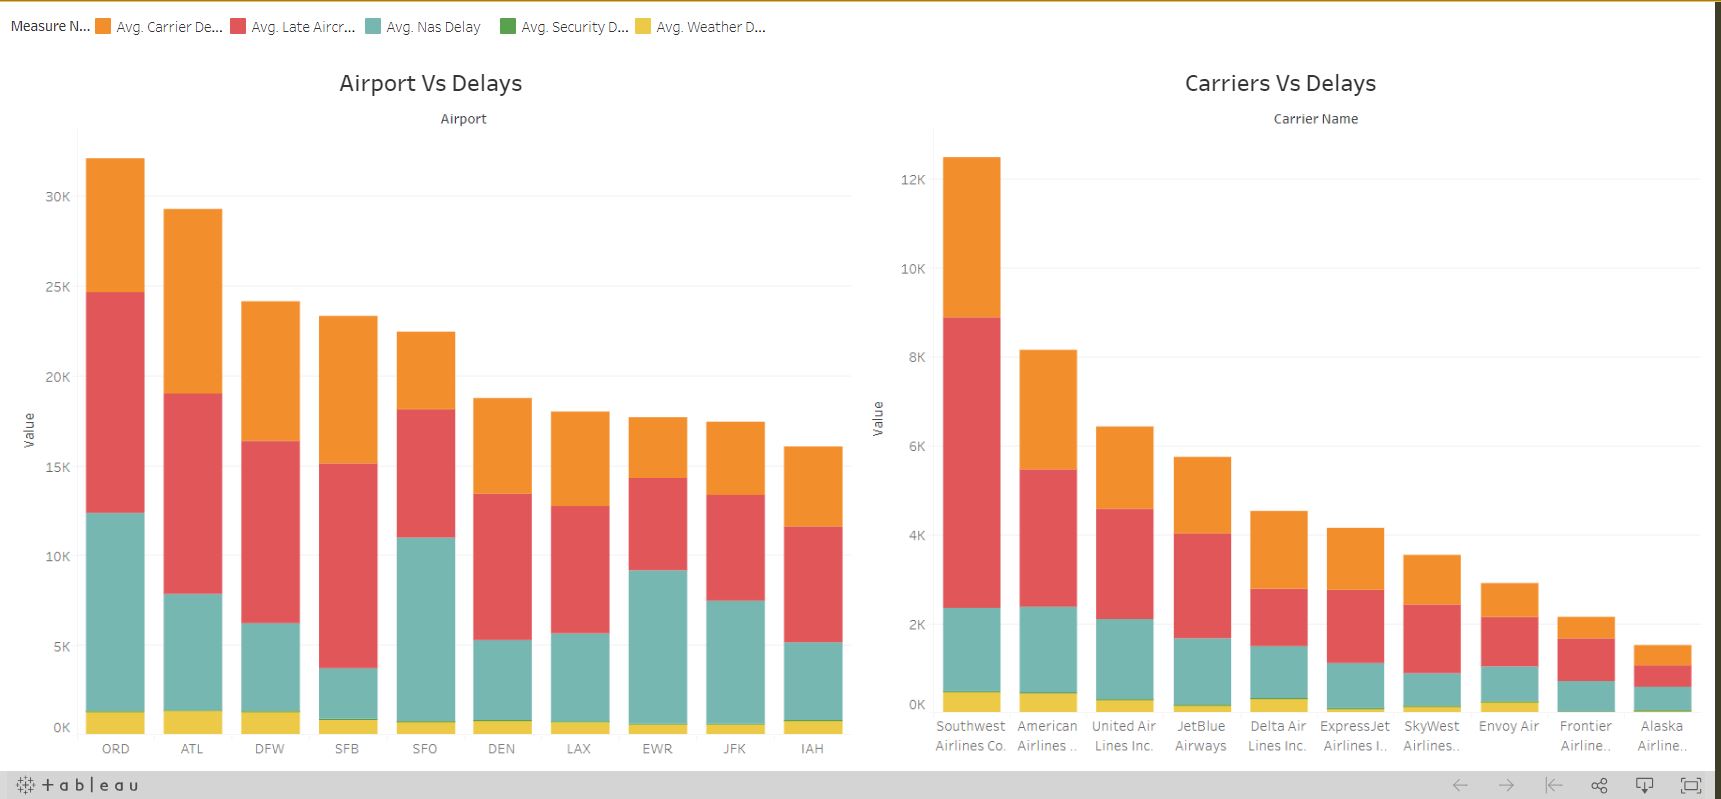 Measure N... Avg. Carrier De... Avg. Late Aircr... Avg. Nas Delay Avg. Security D... Avg. Weather D...
Airport Vs Delays
Airport
30K
25K
20K
15K
10K
5K
0K
Value
ORD ATL DFW SFB SFO DEN LAX EWR JFK IAH
Carriers Vs Delays
Carrier Name
12K
10K
8K
6K
4K
2K
0K
Value
Southwest American United Air JetBlue Delta Air ExpressJet SkyWest Envoy Air Frontier Alaska
Airlines Co. Airlines .. Lines Inc. Airways Lines Inc. Airlines I.. Airlines.. Airline.. Airline..
+ a b l e a u